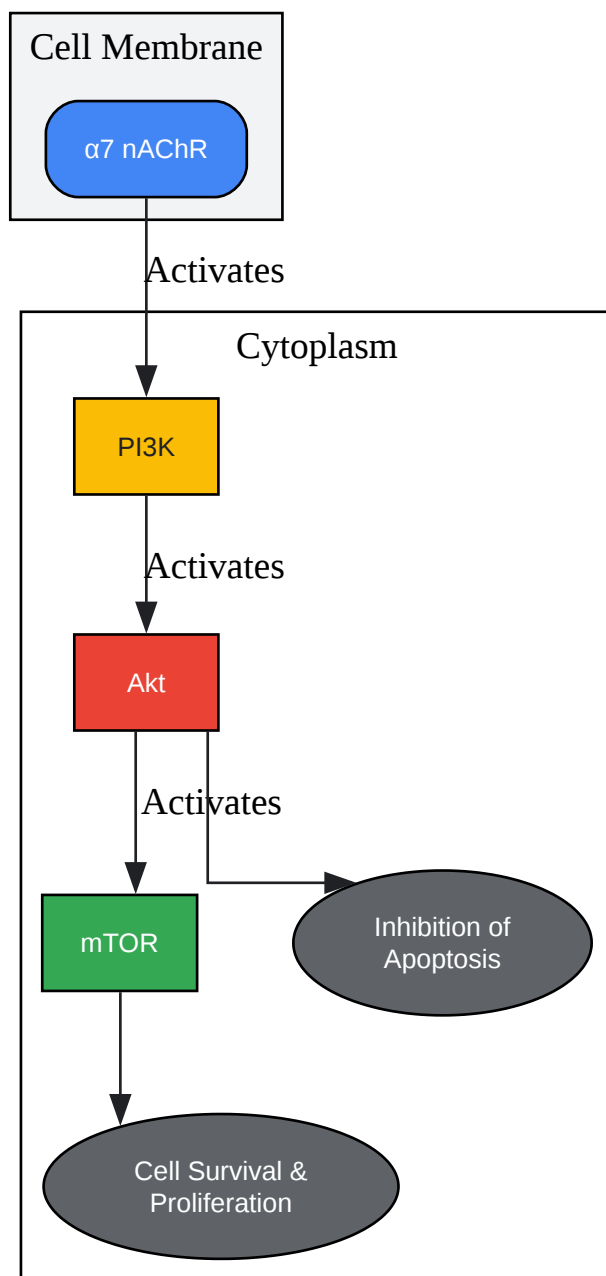 Cell Membrane
α7 nAChR
Activates
Cytoplasm
PI3K
Activates
Akt
Activates
mTOR
Inhibition of
Apoptosis
Cell Survival &
Proliferation